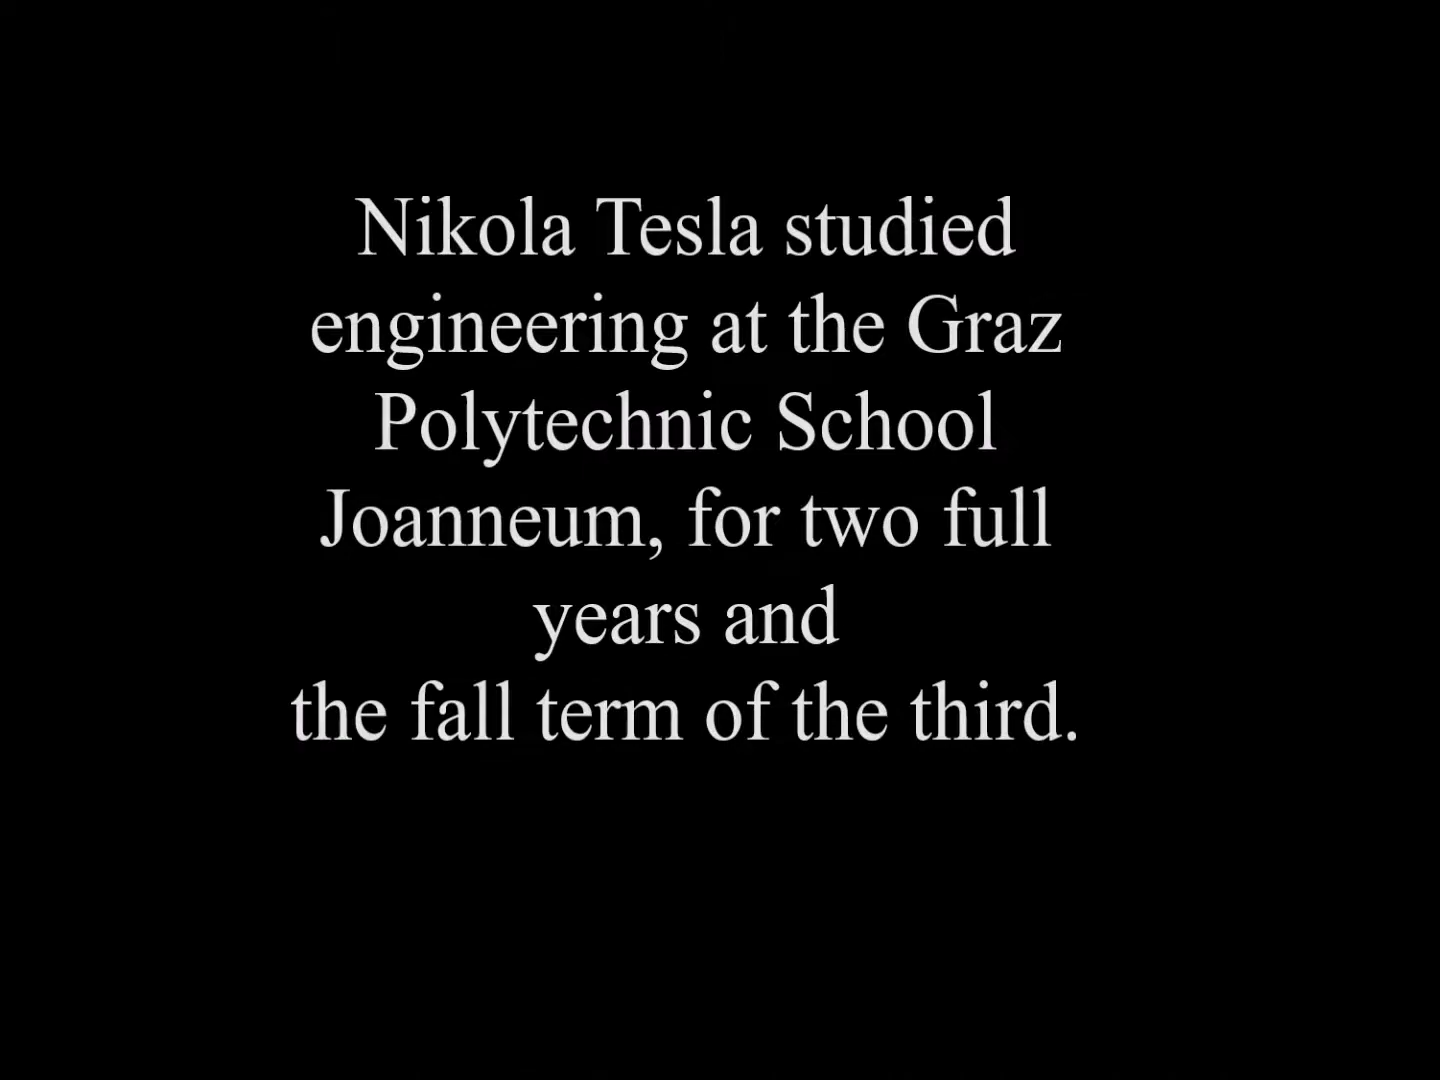 Nikola Tesla studied
engineering at the Graz
Polytechnic School
Joanneum, for two full
years and
the fall term of the third.